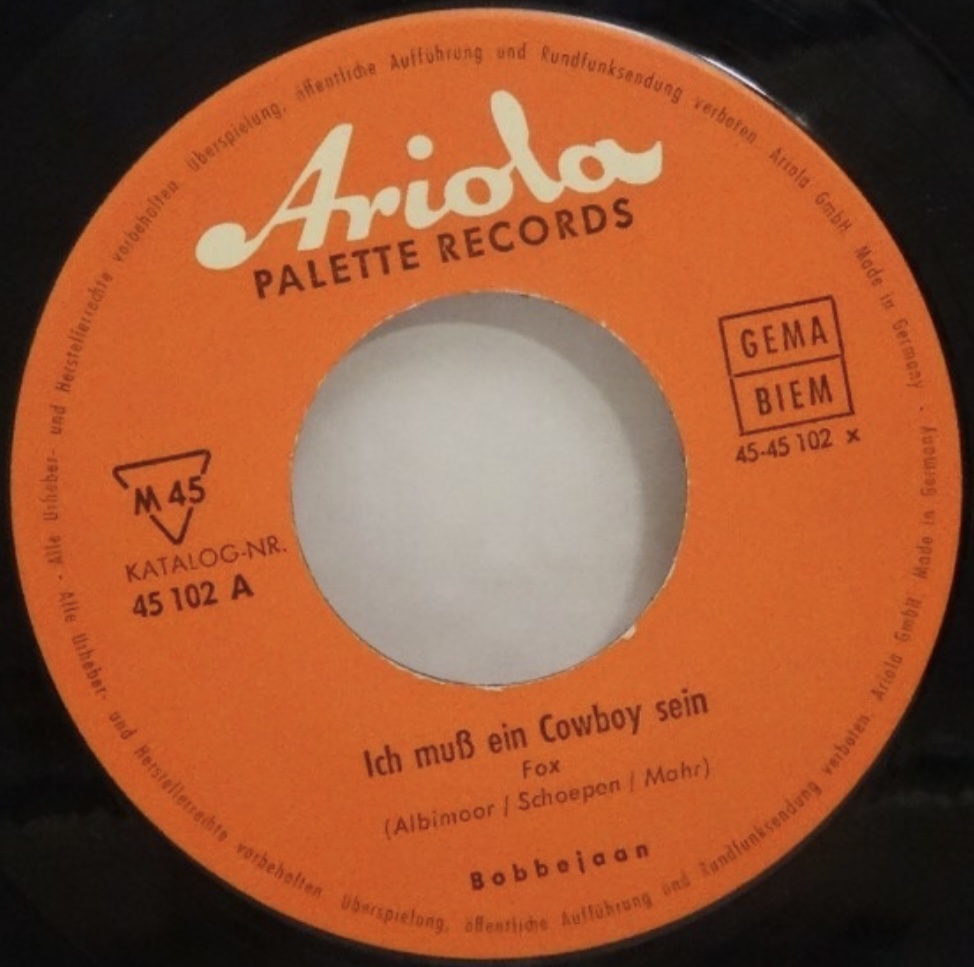 Alle Urheber- und Herstellerrechte vorbehalten. Überspielung, öffentliche Aufführung und Rundfunksendung verboten. Ariola GmbH. Made in Germany ·
Ariola
PALETTE RECORDS
GEMA
BIEM
45-45 102 x
M 45
KATALOG-NR.
45 102 A
Ich muß ein Cowboy sein
Fox
(Albimoor / Schoepen / Mahr)
Bobbejaan
Alle Urheber- und Herstellerrechte vorbehalten. Überspielung, öffentliche Aufführung und Rundfunksendung verboten. Ariola GmbH. Made in Germany ·